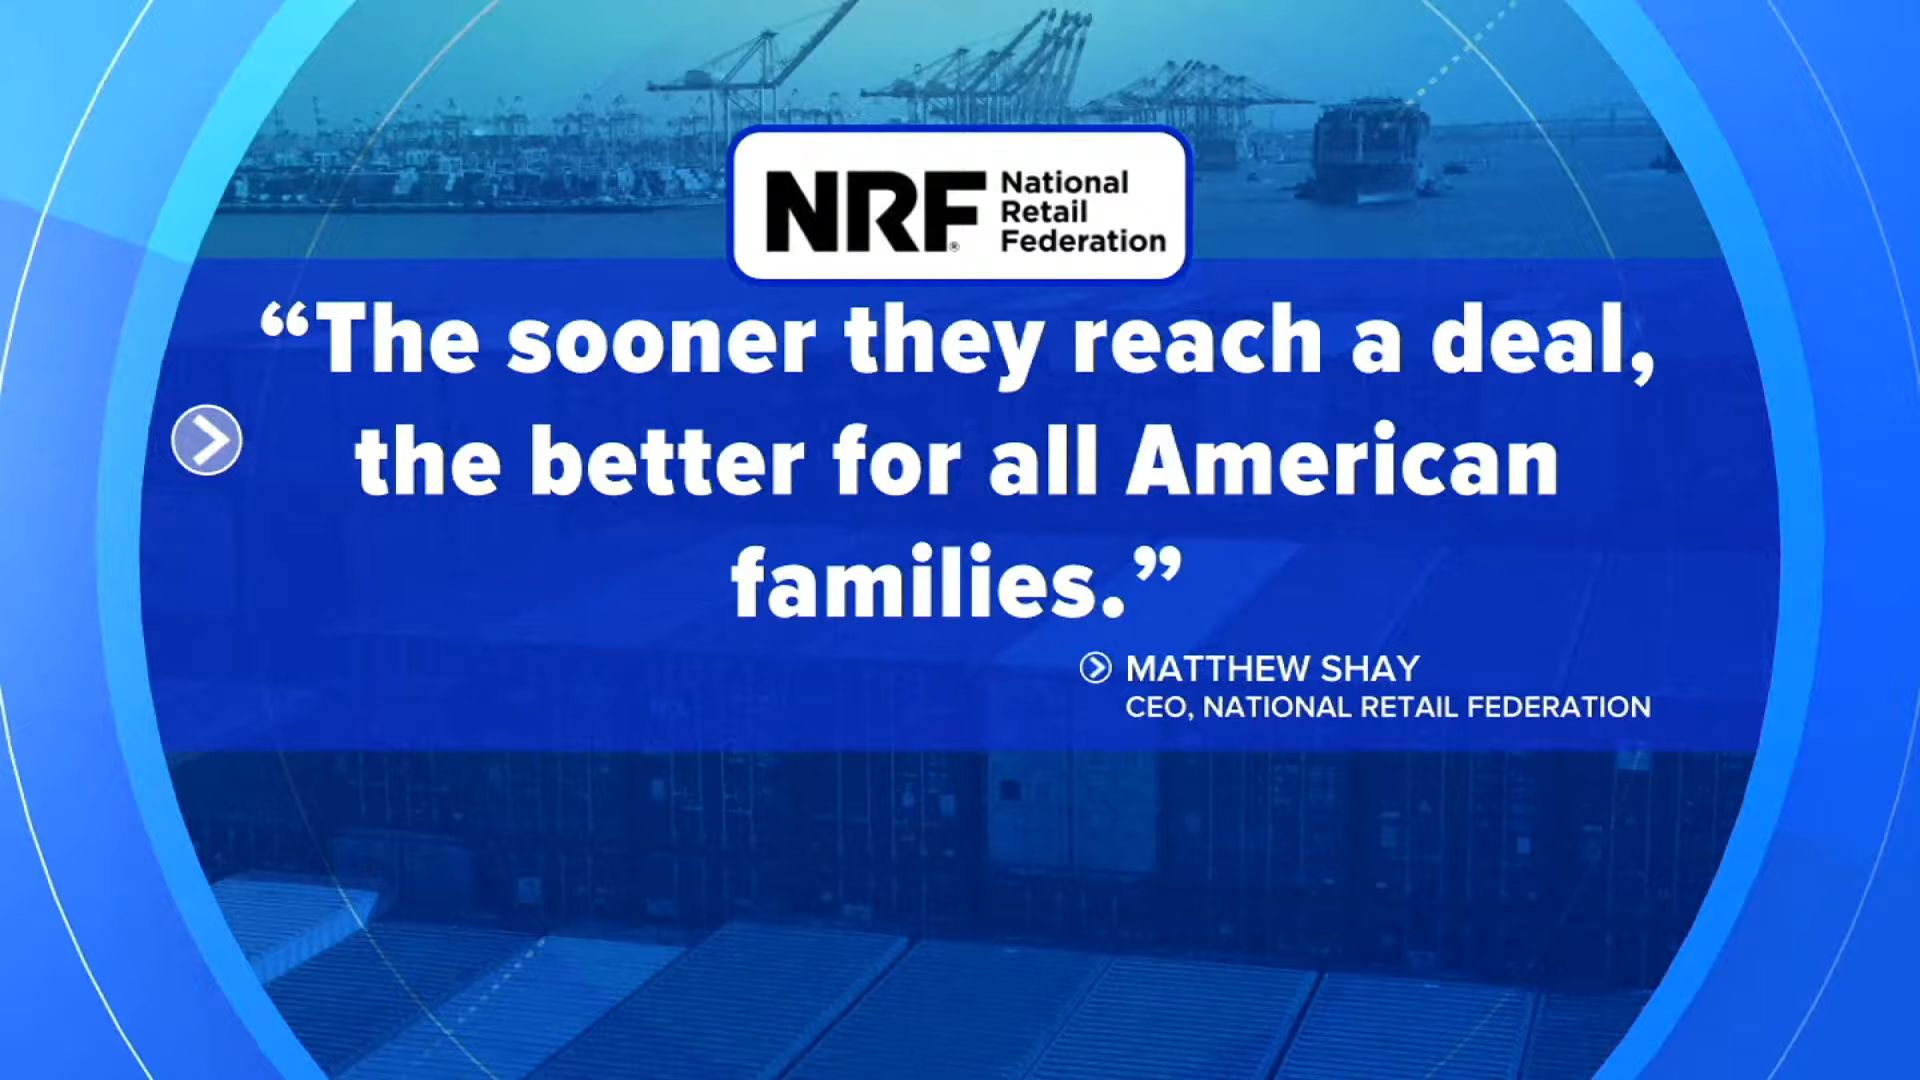 NRF®
National
Retail
Federation
“The sooner they reach a deal,
the better for all American
families.”
MATTHEW SHAY
CEO, NATIONAL RETAIL FEDERATION